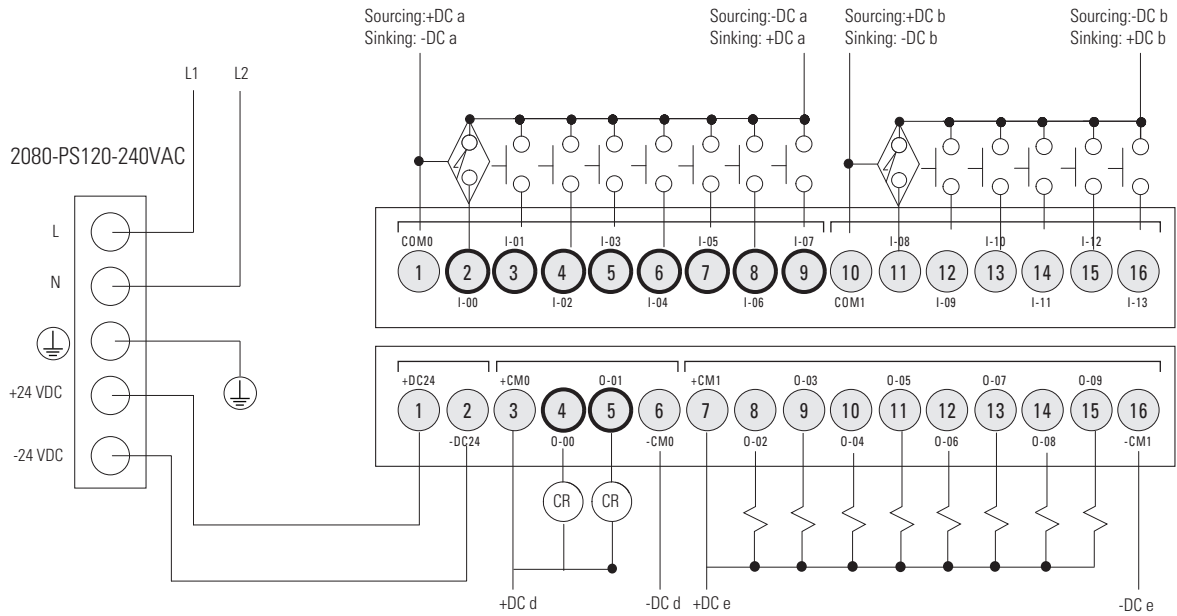 Sourcing:+DC a
Sinking: -DC a
Sourcing:-DC a
Sinking: +DC a
Sourcing:+DC b
Sinking: -DC b
Sourcing:-DC b
Sinking: +DC b
L1 L2
2080-PS120-240VAC
L
N
+24 VDC
-24 VDC
COM0 I-01 I-03 I-05 I-07 I-08 I-10 I-12
1 2 3 4 5 6 7 8 9 10 11 12 13 14 15 16
I-00 I-02 I-04 I-06 COM1 I-09 I-11 I-13
+DC24 +CM0 O-01 +CM1 O-03 O-05 O-07 O-09
1 2 3 4 5 6 7 8 9 10 11 12 13 14 15 16
-DC24 O-00 -CM0 O-02 O-04 O-06 O-08 -CM1
CR CR
+DC d -DC d +DC e -DC e